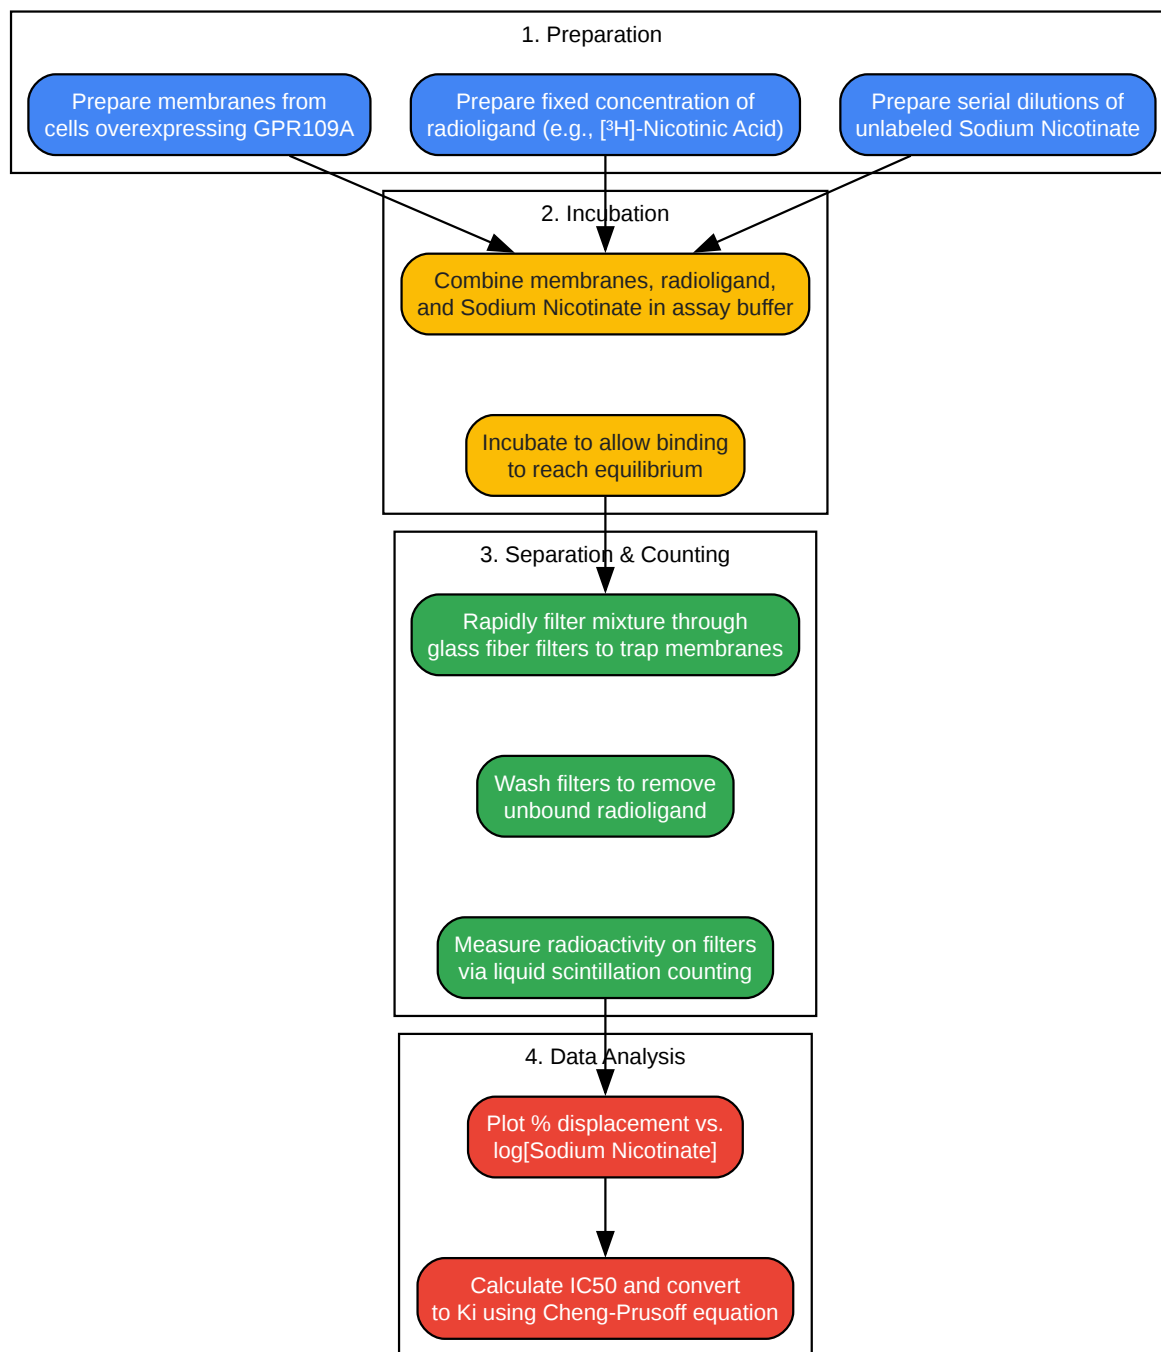 1. Preparation
Prepare membranes from
cells overexpressing GPR109A
Prepare fixed concentration of
radioligand (e.g., [³H]-Nicotinic Acid)
Prepare serial dilutions of
unlabeled Sodium Nicotinate
2. Incubation
Combine membranes, radioligand,
and Sodium Nicotinate in assay buffer
Incubate to allow binding
to reach equilibrium
3. Separation & Counting
Rapidly filter mixture through
glass fiber filters to trap membranes
Wash filters to remove
unbound radioligand
Measure radioactivity on filters
via liquid scintillation counting
4. Data Analysis
Plot % displacement vs.
log[Sodium Nicotinate]
Calculate IC50 and convert
to Ki using Cheng-Prusoff equation